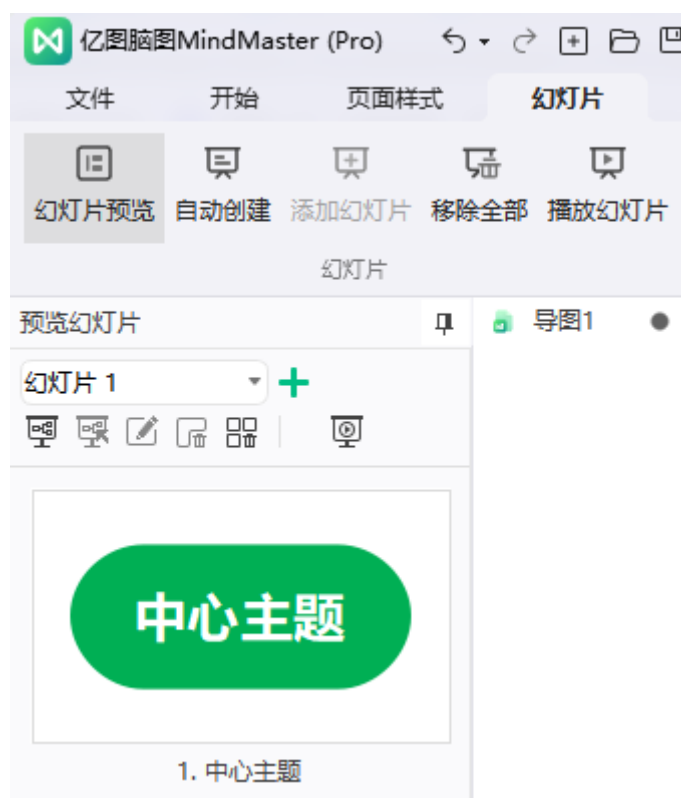 亿图脑图MindMaster (Pro)
文件 开始 页面样式 幻灯片
幻灯片预览 自动创建 添加幻灯片 移除全部 播放幻灯片
幻灯片
预览幻灯片 导图1
幻灯片 1
中心主题
1. 中心主题